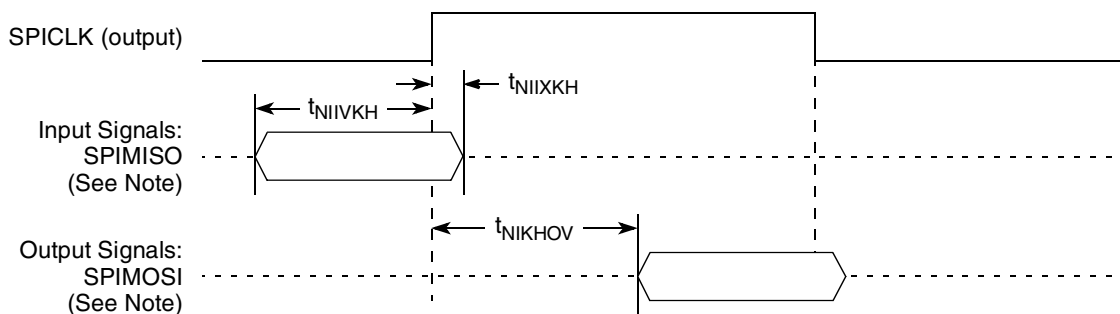 SPICLK (output)
tNIIXKH
tNIIVKH
Input Signals:
SPIMISO
(See Note)
tNIKHOV
Output Signals:
SPIMOSI
(See Note)